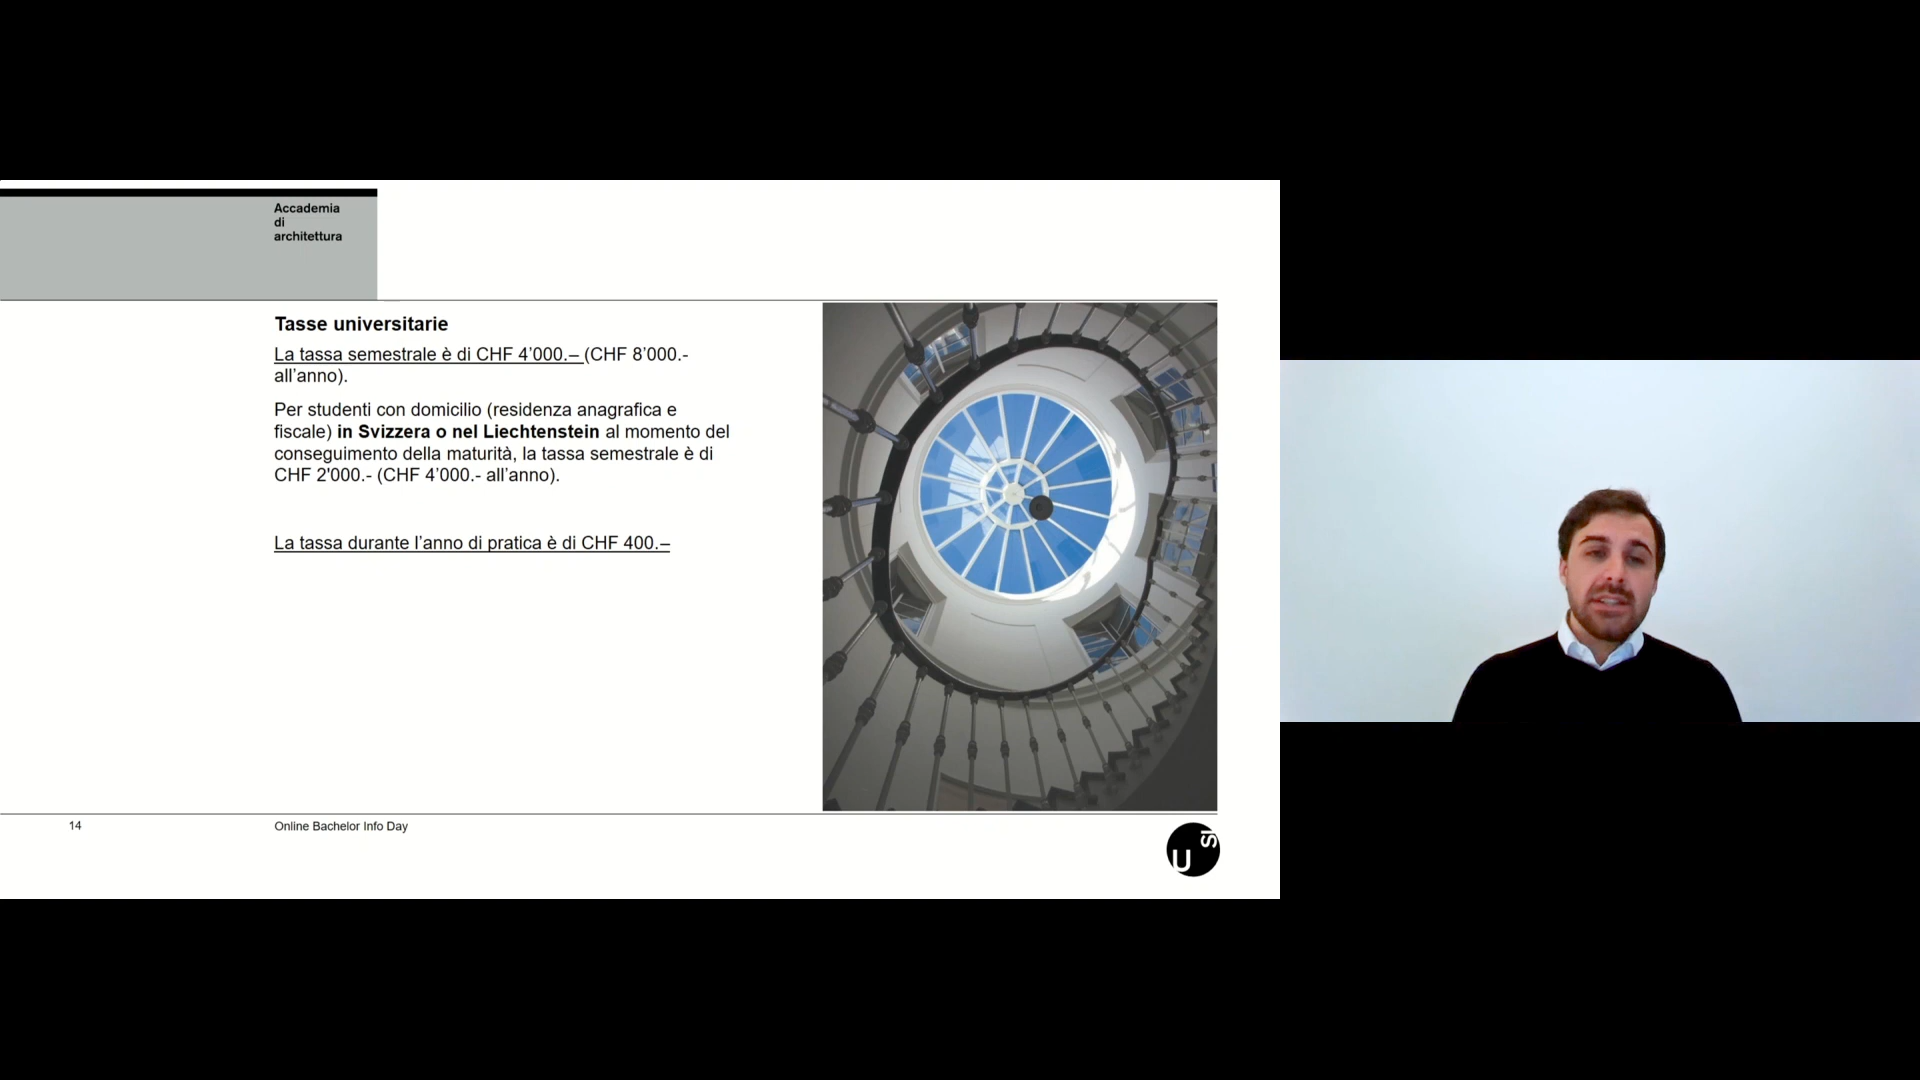 Accademia
di
architettura
Tasse universitarie
La tassa semestrale è di CHF 4’000.– (CHF 8’000.-
all’anno).
Per studenti con domicilio (residenza anagrafica e
fiscale) in Svizzera o nel Liechtenstein al momento del
conseguimento della maturità, la tassa semestrale è di
CHF 2'000.- (CHF 4’000.- all’anno).
La tassa durante l’anno di pratica è di CHF 400.–
14
Online Bachelor Info Day
U
SI